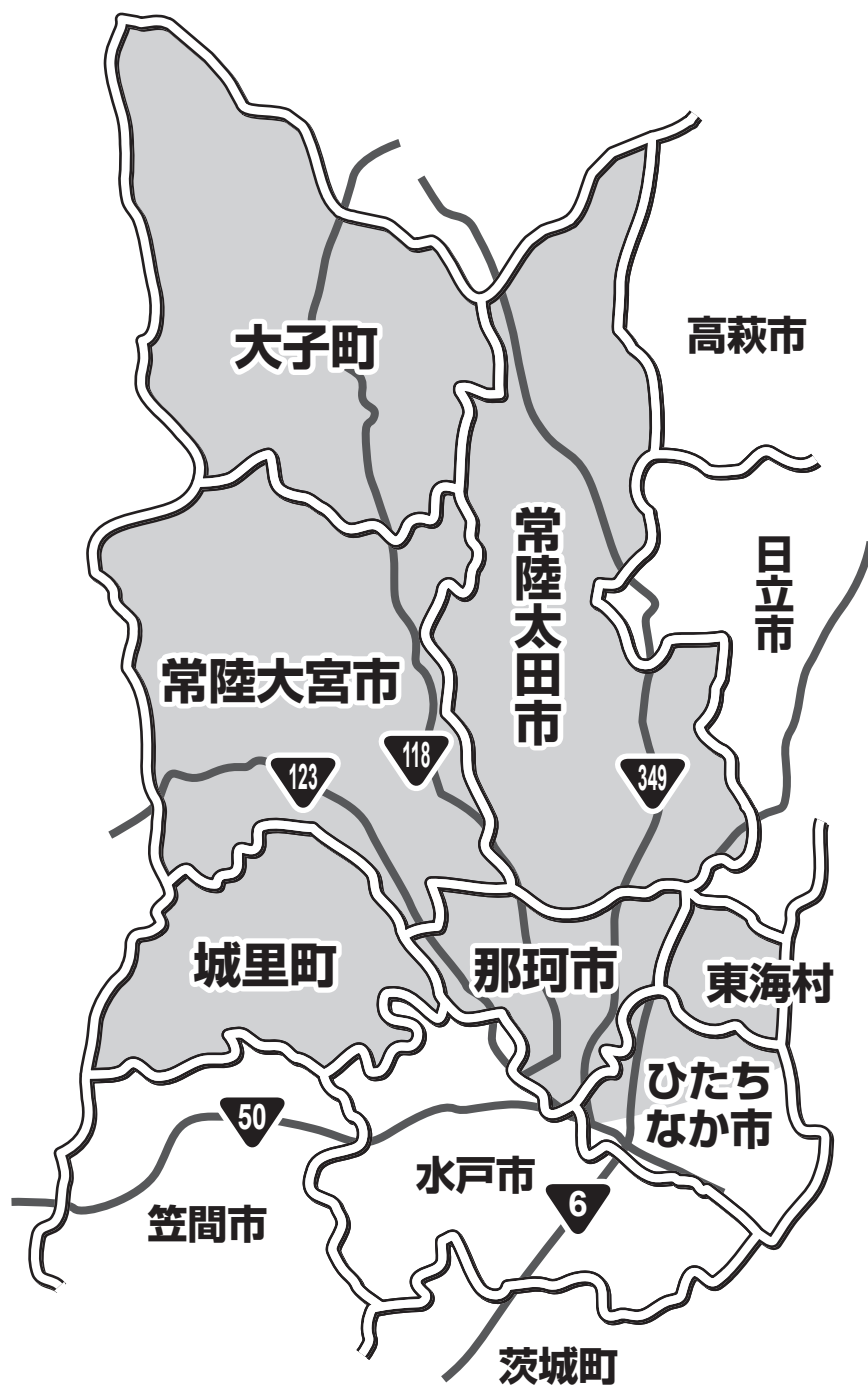 大子町
高萩市
常陸太田市
日立市
常陸大宮市
118
123
349
城里町
那珂市
東海村
ひたち
なか市
50
水戸市
6
笠間市
茨城町